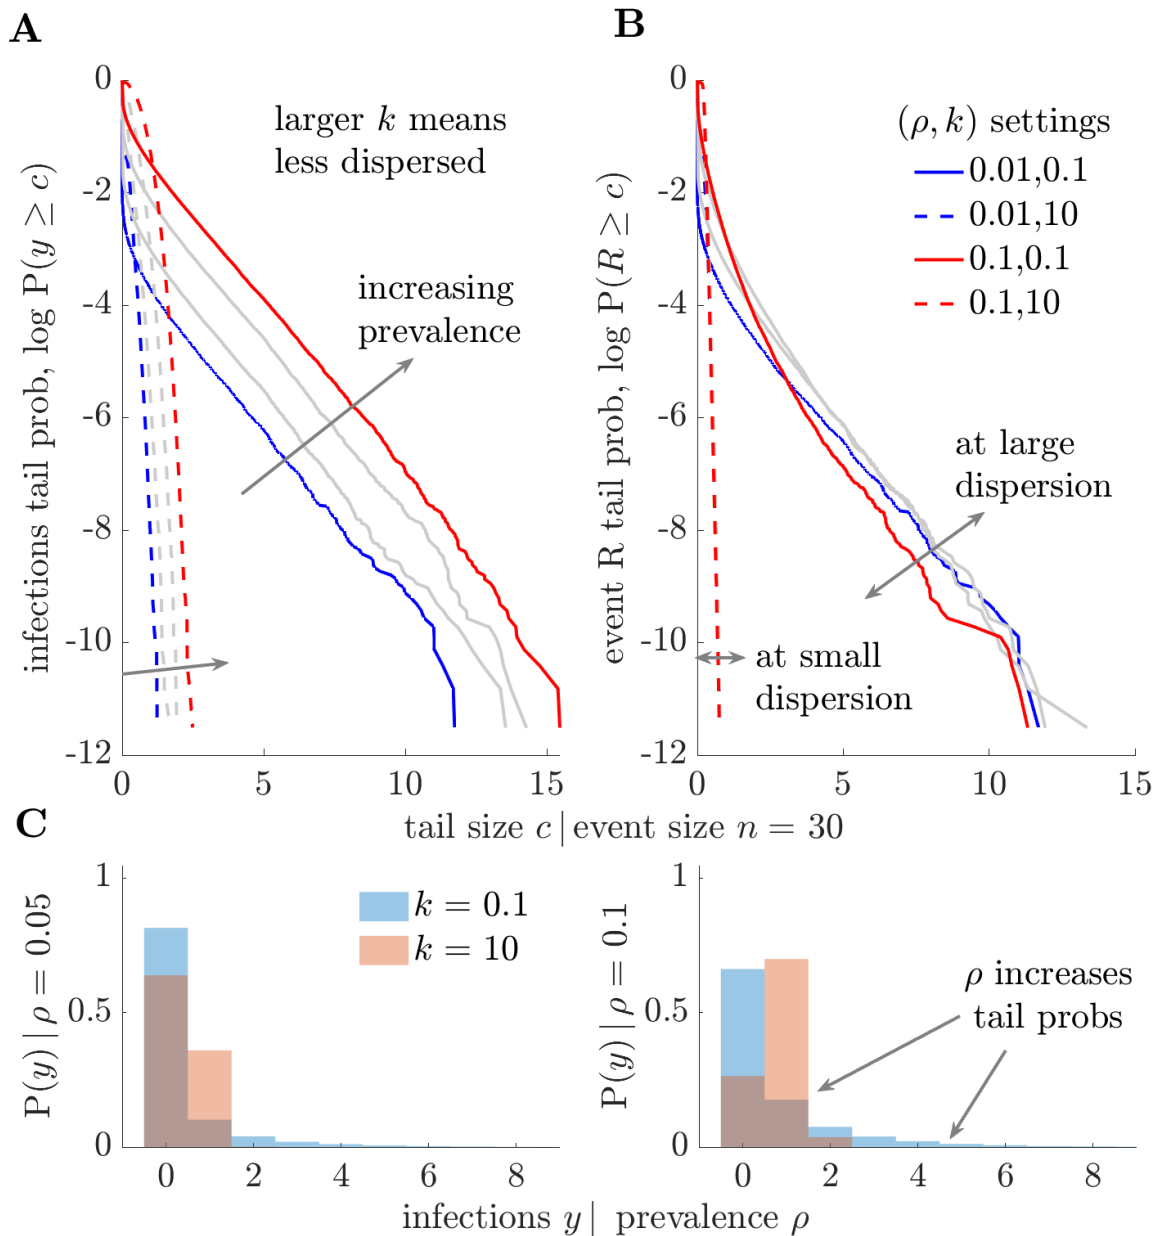 A
B
0
-2
-4
-6
-8
-10
-12
infections tail prob, log P(y ≥ c)
larger k means
less dispersed
increasing
prevalence
0
5
10
15
0
-2
-4
-6
-8
-10
-12
event R tail prob, log P(R ≥ c)
(ρ, k) settings
0.01,0.1
0.01,10
0.1,0.1
0.1,10
at large
dispersion
at small
dispersion
0
5
10
15
tail size c | event size n = 30
C
1
0.5
0
P(y) | ρ = 0.05
k = 0.1
k = 10
0
2
4
6
8
1
0.5
0
P(y) | ρ = 0.1
ρ increases
tail probs
0
2
4
6
8
infections y | prevalence ρ